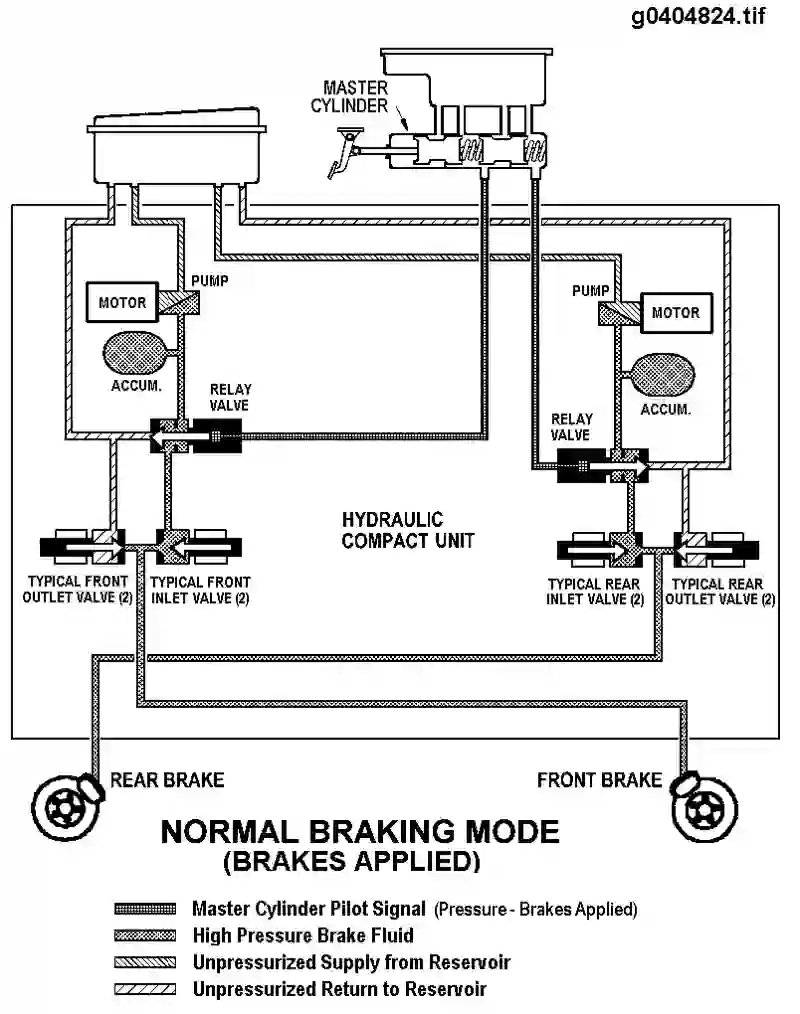 g0404824.tif
MASTER
CYLINDER
PUMP
MOTOR
PUMP
MOTOR
ACCUM.
ACCUM.
RELAY
VALVE
RELAY
VALVE
HYDRAULIC
COMPACT UNIT
TYPICAL FRONT
OUTLET VALVE (2)
TYPICAL FRONT
INLET VALVE (2)
TYPICAL REAR
INLET VALVE (2)
TYPICAL REAR
OUTLET VALVE (2)
REAR BRAKE
FRONT BRAKE
NORMAL BRAKING MODE
(BRAKES APPLIED)
Master Cylinder Pilot Signal (Pressure - Brakes Applied)
High Pressure Brake Fluid
Unpressurized Supply from Reservoir
Unpressurized Return to Reservoir